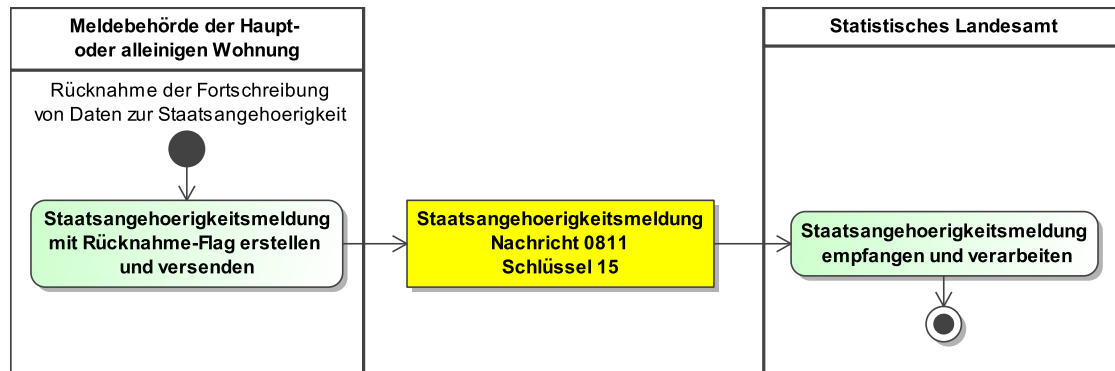 Meldebehörde der Haupt-
oder alleinigen Wohnung
Rücknahme der Fortschreibung
von Daten zur Staatsangehoerigkeit
Staatsangehoerigkeitsmeldung
mit Rücknahme-Flag erstellen
und versenden
Staatsangehoerigkeitsmeldung
Nachricht 0811
Schlüssel 15
Statistisches Landesamt
Staatsangehoerigkeitsmeldung
empfangen und verarbeiten